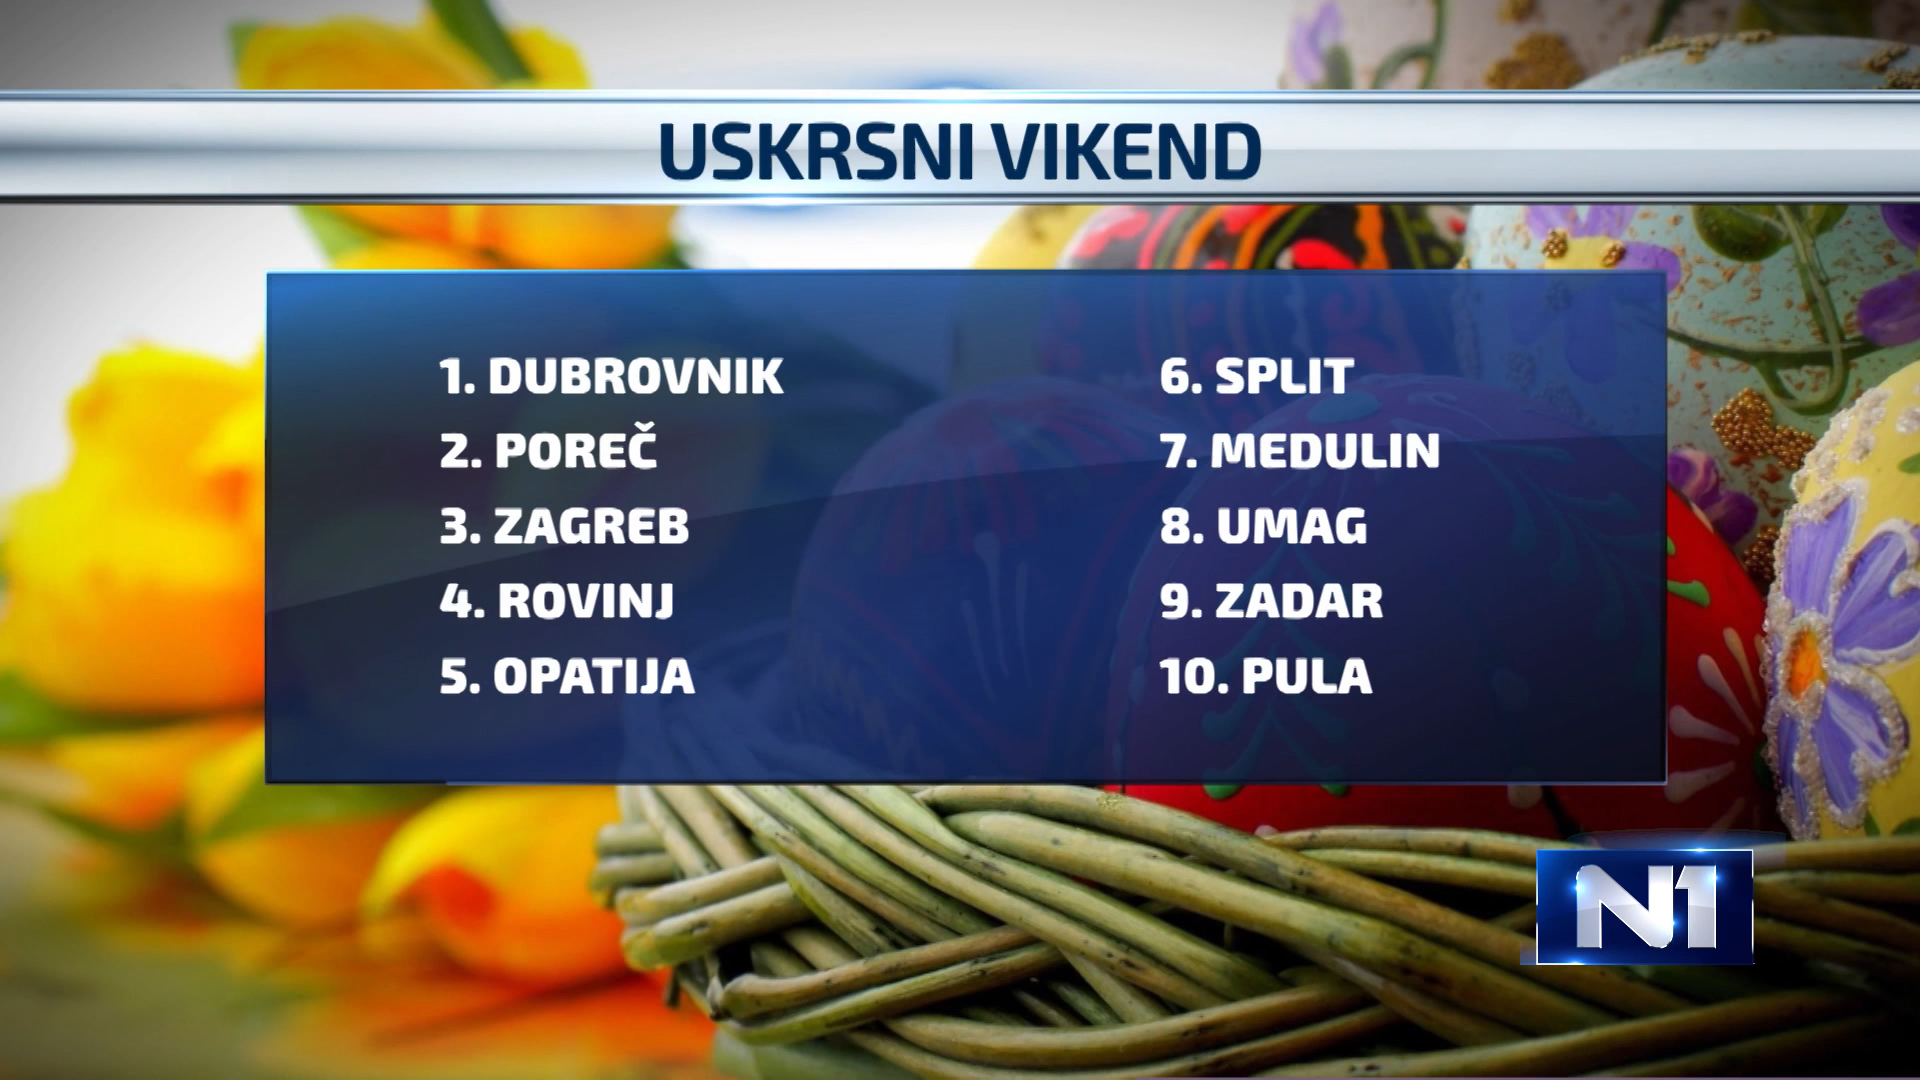 USKRSNI VIKEND
1. DUBROVNIK
2. POREČ
3. ZAGREB
4. ROVINJ
5. OPATIJA
6. SPLIT
7. MEDULIN
8. UMAG
9. ZADAR
10. PULA
N1